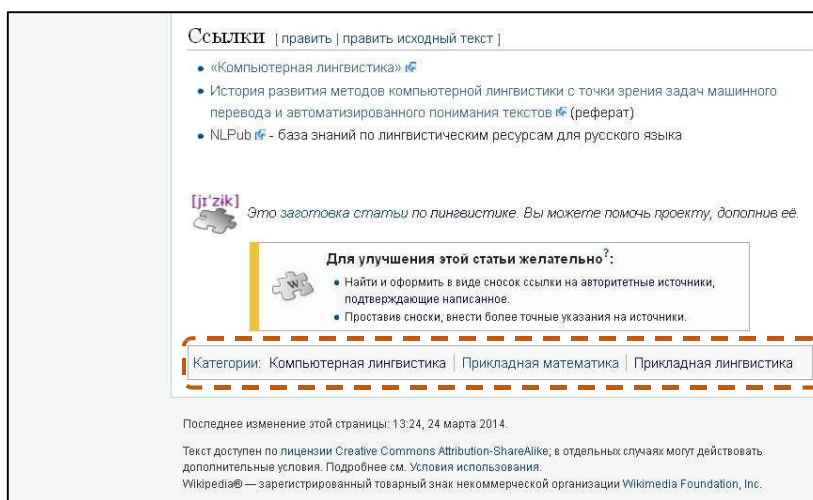 Ссылки [ править | править исходный текст ]
«Компьютерная лингвистика»
История развития методов компьютерной лингвистики с точки зрения задач машинного
перевода и автоматизированного понимания текстов (реферат)
NLPub - база знаний по лингвистическим ресурсам для русского языка
[jɪ'zɨk]
Это заготовка статьи по лингвистике. Вы можете помочь проекту, дополнив её.
Для улучшения этой статьи желательно?:
Найти и оформить в виде сносок ссылки на авторитетные источники,
подтверждающие написанное.
Проставив сноски, внести более точные указания на источники.
W
Категории: Компьютерная лингвистика | Прикладная математика | Прикладная лингвистика
Последнее изменение этой страницы: 13:24, 24 марта 2014.
Текст доступен по лицензии Creative Commons Attribution-ShareAlike; в отдельных случаях могут действовать
дополнительные условия. Подробнее см. Условия использования.
Wikipedia® — зарегистрированный товарный знак некоммерческой организации Wikimedia Foundation, Inc.